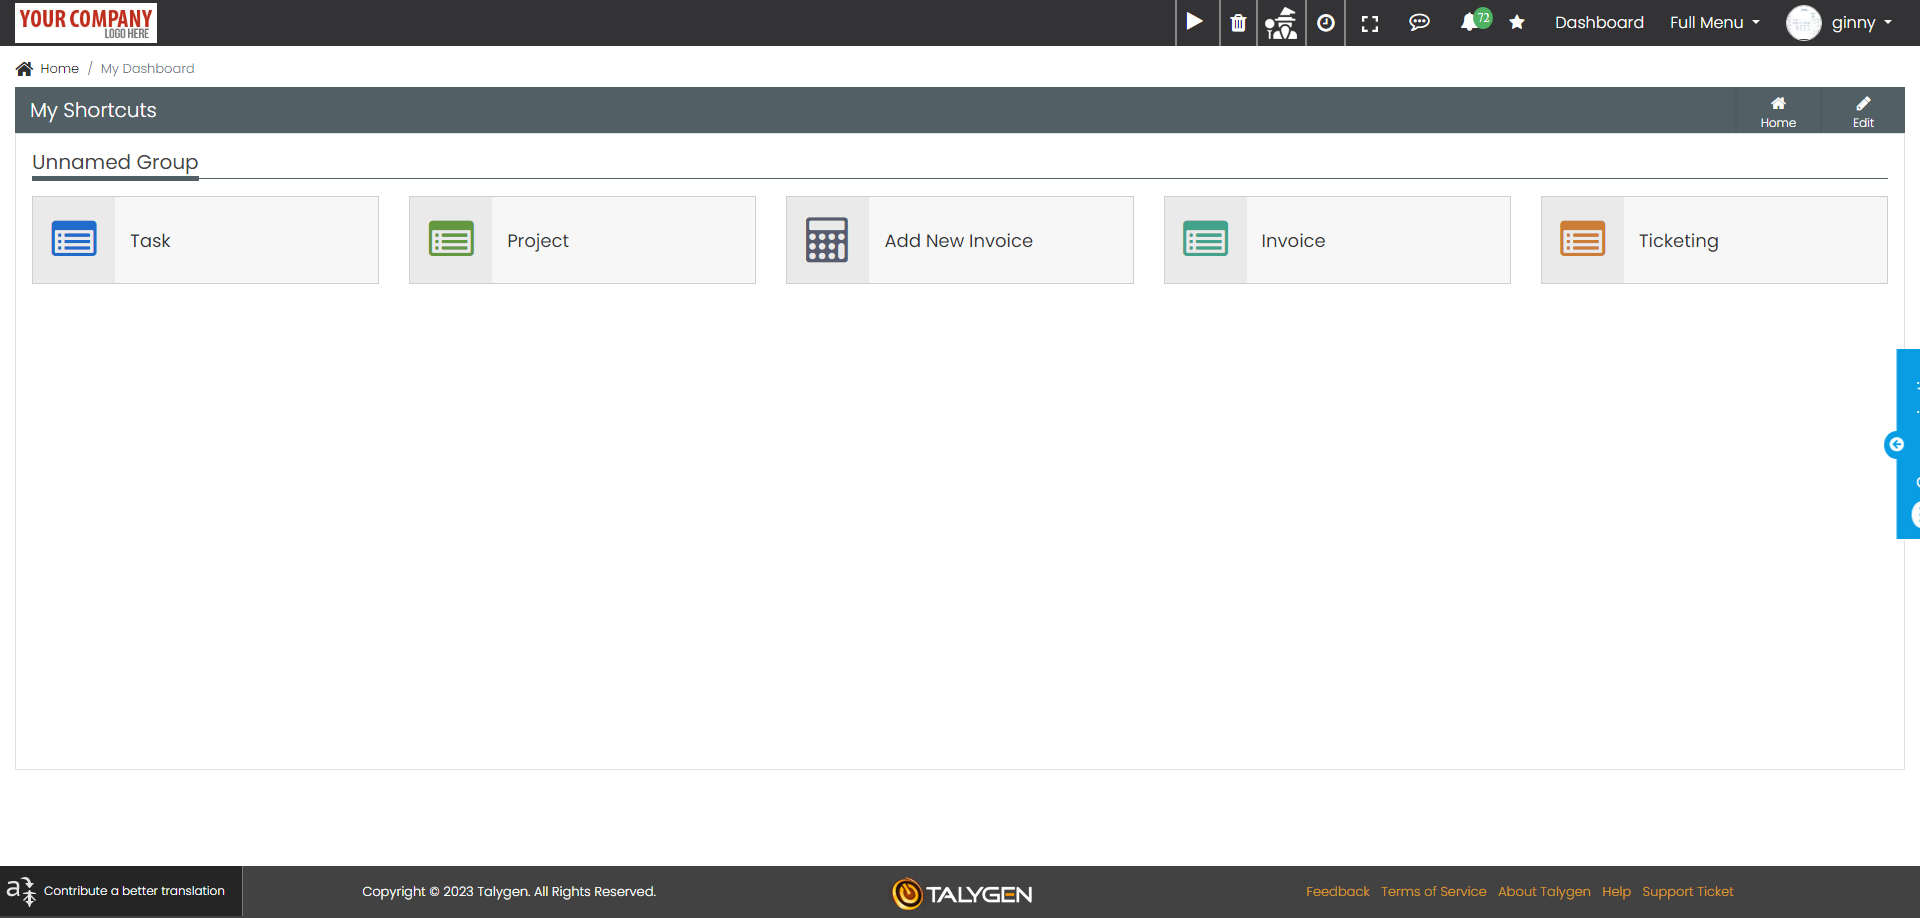 YOUR COMPANY
LOGO HERE
72
Dashboard
Full Menu
ginny
Home / My Dashboard
My Shortcuts
Home
Edit
Unnamed Group
Task
Project
Add New Invoice
Invoice
Ticketing
Contribute a better translation
Copyright © 2023 Talygen. All Rights Reserved.
TALYGEN
Feedback
Terms of Service
About Talygen
Help
Support Ticket